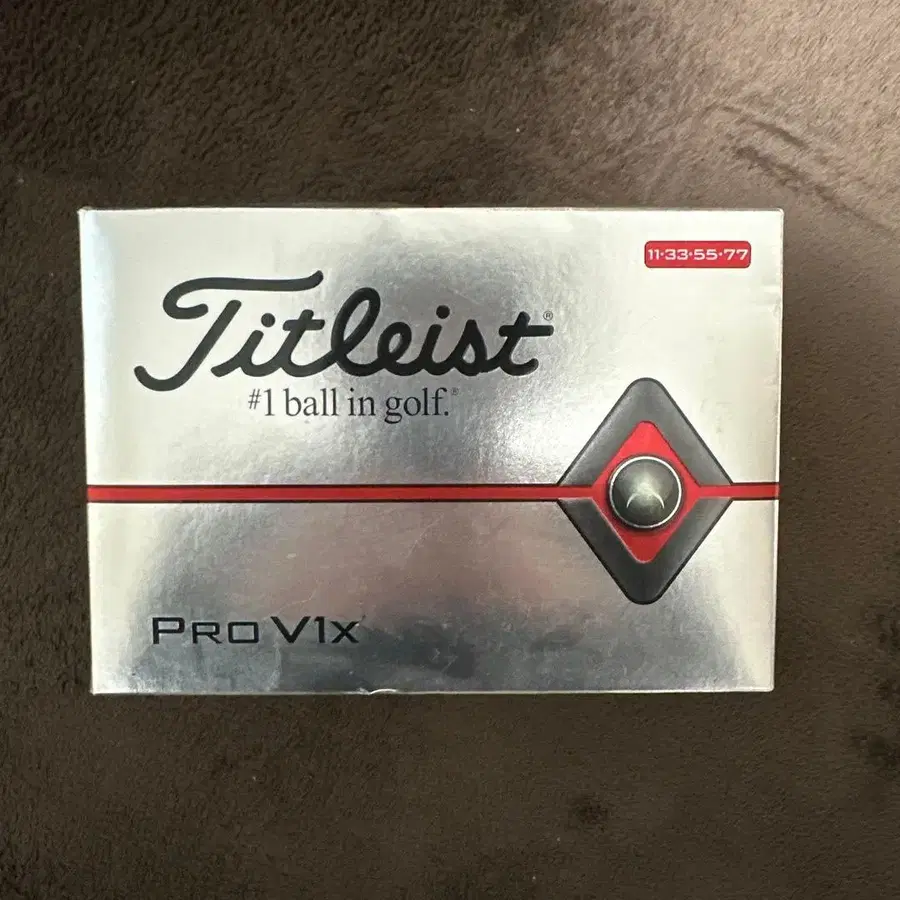 11·33·55·77
Titleist®
#1 ball in golf.®
PRO V1x